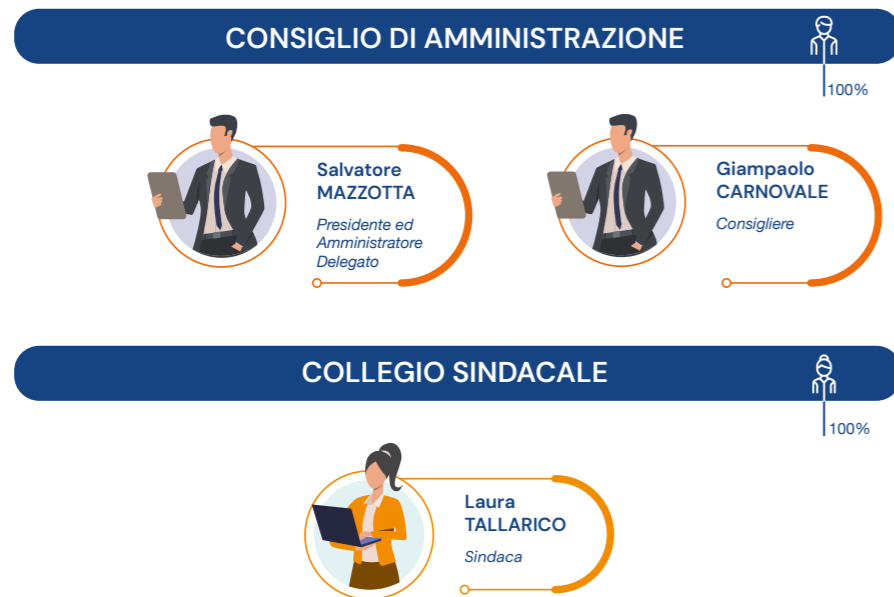 CONSIGLIO DI AMMINISTRAZIONE
100%
Salvatore
MAZZOTTA
Presidente ed
Amministratore
Delegato
Giampaolo
CARNOVALE
Consigliere
COLLEGIO SINDACALE
100%
Laura
TALLARICO
Sindaca